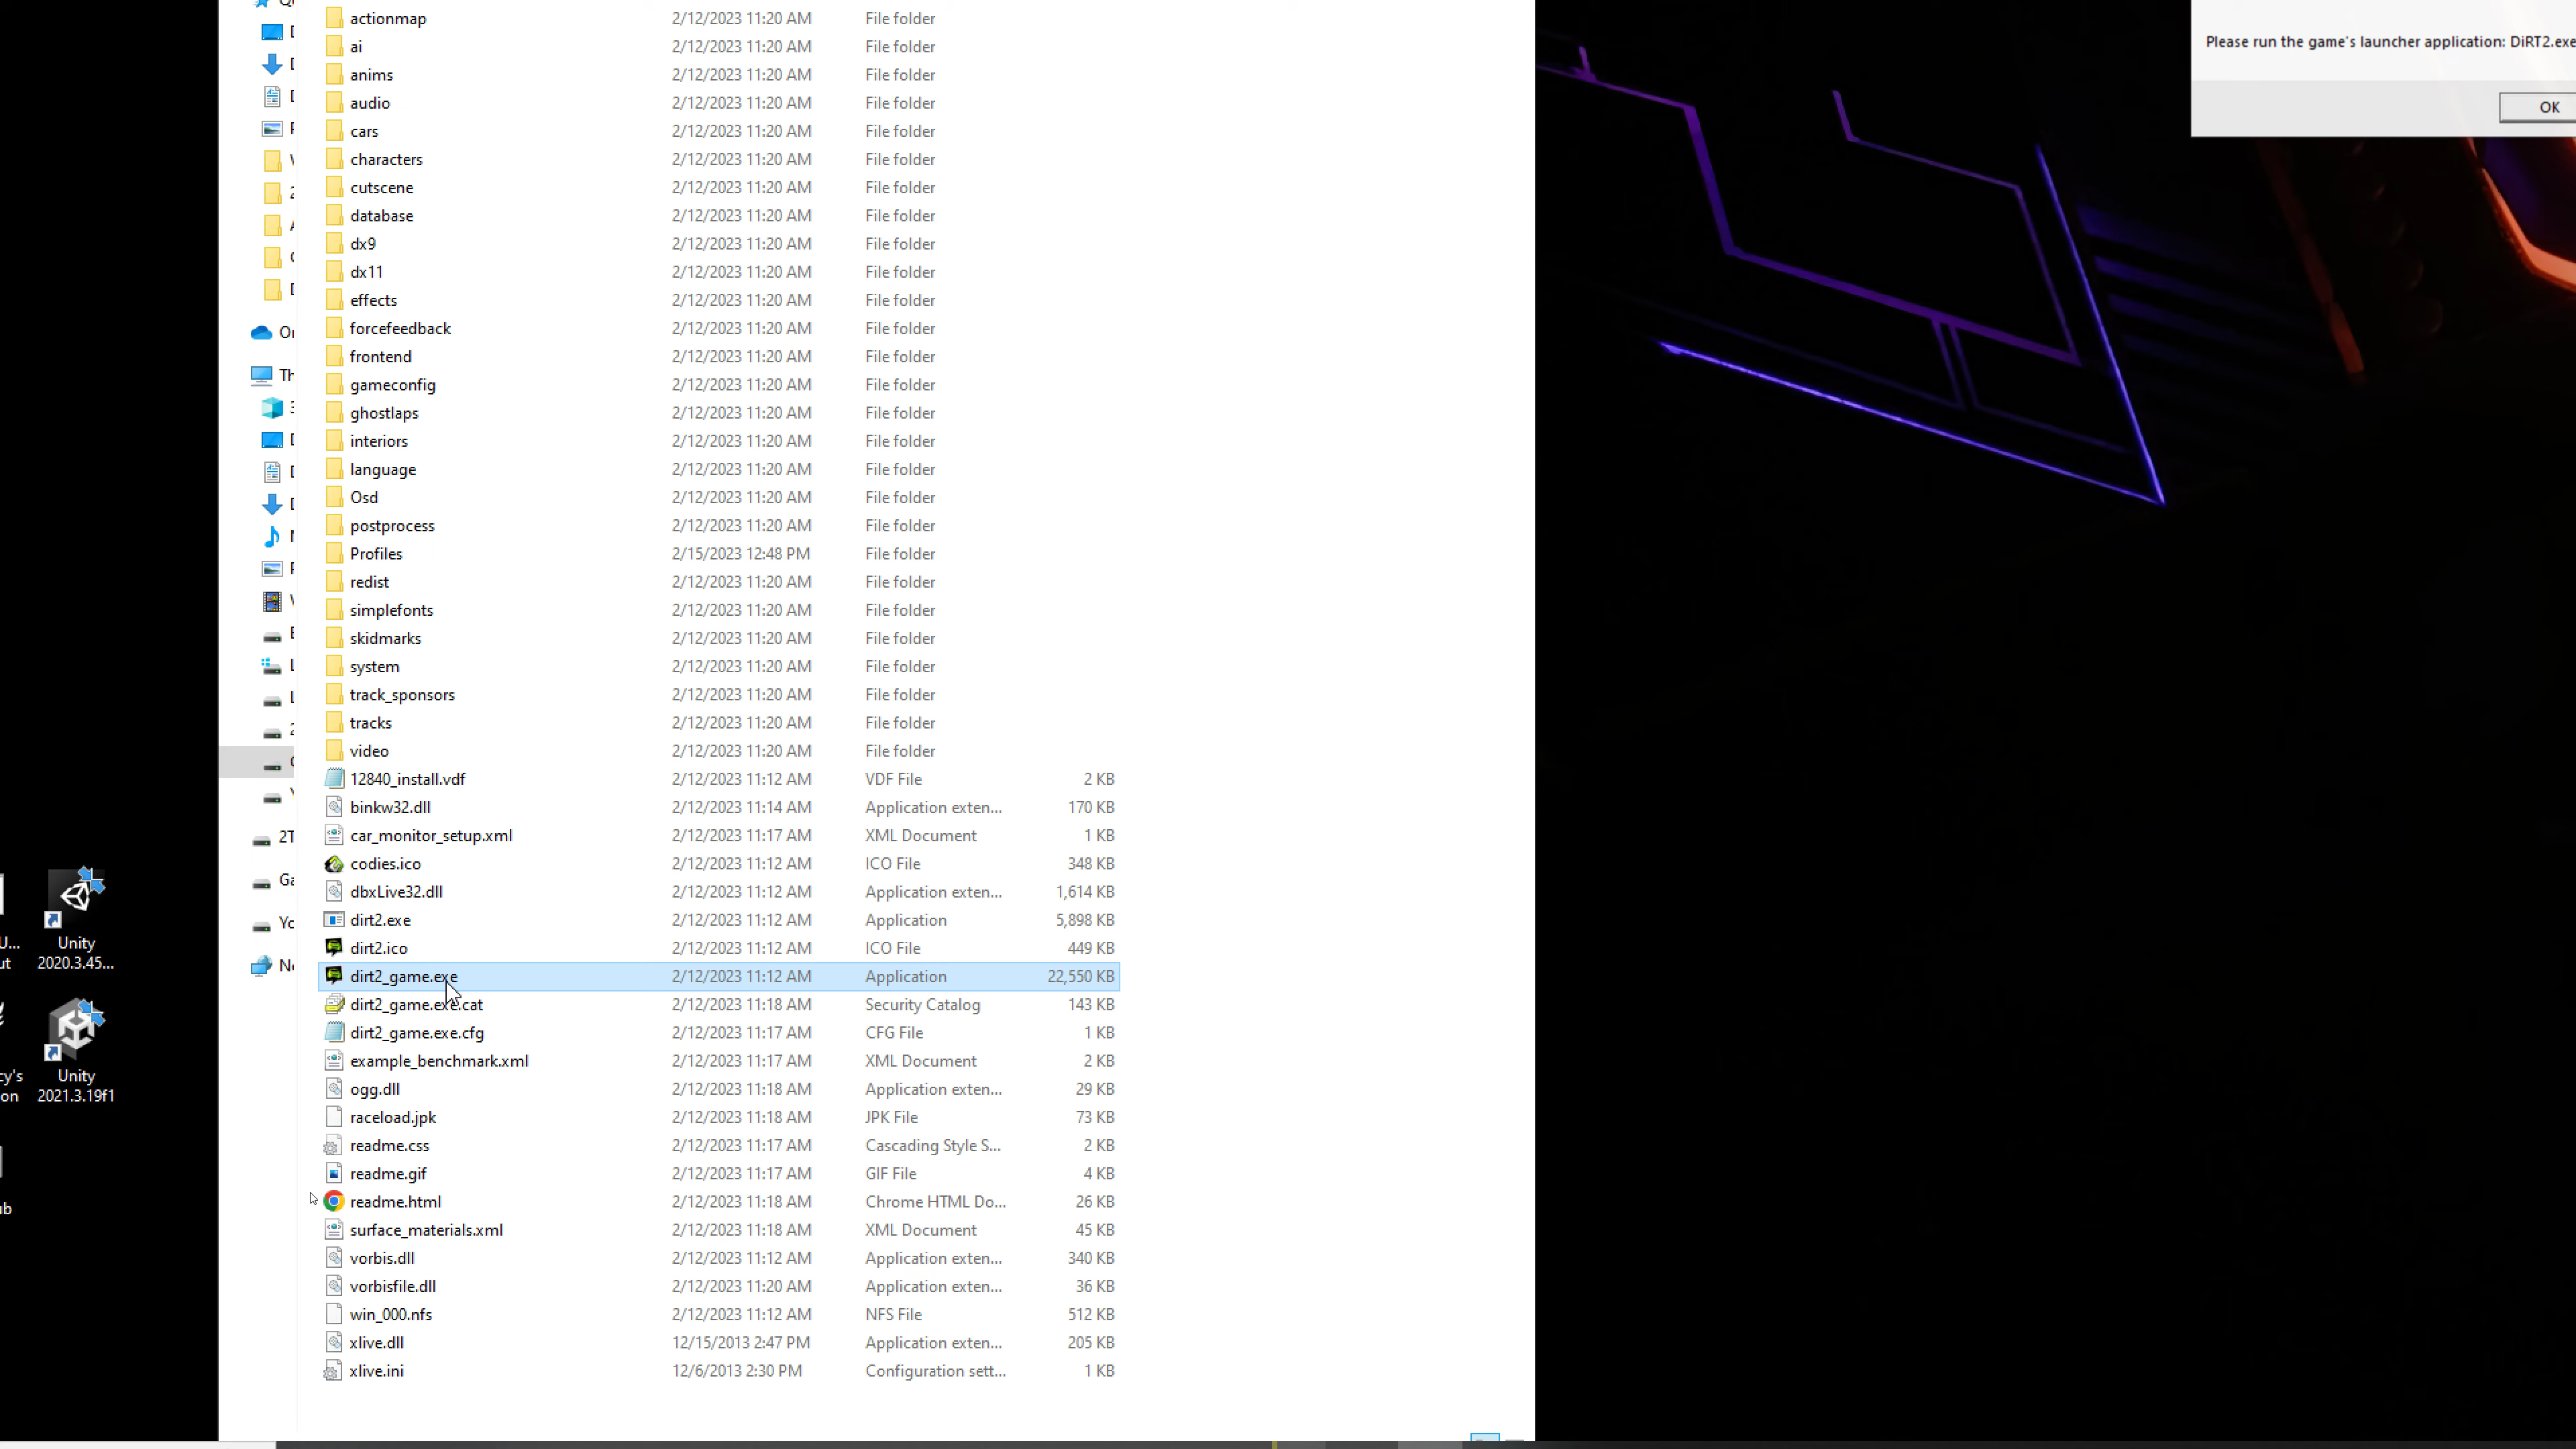 actionmap 2/12/2023 11:20 AM File folder
Please run the game's launcher application: DiRT2.exe
ai 2/12/2023 11:20 AM File folder
anims 2/12/2023 11:20 AM File folder
audio 2/12/2023 11:20 AM File folder
OK
cars 2/12/2023 11:20 AM File folder
characters 2/12/2023 11:20 AM File folder
cutscene 2/12/2023 11:20 AM File folder
database 2/12/2023 11:20 AM File folder
dx9 2/12/2023 11:20 AM File folder
dx11 2/12/2023 11:20 AM File folder
effects 2/12/2023 11:20 AM File folder
forcefeedback 2/12/2023 11:20 AM File folder
frontend 2/12/2023 11:20 AM File folder
gameconfig 2/12/2023 11:20 AM File folder
ghostlaps 2/12/2023 11:20 AM File folder
interiors 2/12/2023 11:20 AM File folder
language 2/12/2023 11:20 AM File folder
Osd 2/12/2023 11:20 AM File folder
postprocess 2/12/2023 11:20 AM File folder
Profiles 2/15/2023 12:48 PM File folder
redist 2/12/2023 11:20 AM File folder
simplefonts 2/12/2023 11:20 AM File folder
skidmarks 2/12/2023 11:20 AM File folder
system 2/12/2023 11:20 AM File folder
track_sponsors 2/12/2023 11:20 AM File folder
tracks 2/12/2023 11:20 AM File folder
video 2/12/2023 11:20 AM File folder
12840_install.vdf 2/12/2023 11:12 AM VDF File 2 KB
binkw32.dll 2/12/2023 11:14 AM Application exten... 170 KB
car_monitor_setup.xml 2/12/2023 11:17 AM XML Document 1 KB
codies.ico 2/12/2023 11:12 AM ICO File 348 KB
dbxLive32.dll 2/12/2023 11:12 AM Application exten... 1,614 KB
dirt2.exe 2/12/2023 11:12 AM Application 5,898 KB
dirt2.ico 2/12/2023 11:12 AM ICO File 449 KB
dirt2_game.exe 2/12/2023 11:12 AM Application 22,550 KB
dirt2_game.exe.cat 2/12/2023 11:18 AM Security Catalog 143 KB
dirt2_game.exe.cfg 2/12/2023 11:17 AM CFG File 1 KB
example_benchmark.xml 2/12/2023 11:17 AM XML Document 2 KB
ogg.dll 2/12/2023 11:18 AM Application exten... 29 KB
raceload.jpk 2/12/2023 11:18 AM JPK File 73 KB
readme.css 2/12/2023 11:17 AM Cascading Style S... 2 KB
readme.gif 2/12/2023 11:17 AM GIF File 4 KB
readme.html 2/12/2023 11:18 AM Chrome HTML Do... 26 KB
surface_materials.xml 2/12/2023 11:18 AM XML Document 45 KB
vorbis.dll 2/12/2023 11:12 AM Application exten... 340 KB
vorbisfile.dll 2/12/2023 11:20 AM Application exten... 36 KB
win_000.nfs 2/12/2023 11:12 AM NFS File 512 KB
xlive.dll 12/15/2013 2:47 PM Application exten... 205 KB
xlive.ini 12/6/2013 2:30 PM Configuration sett... 1 KB
Unity
2020.3.45...
Unity
2021.3.19f1